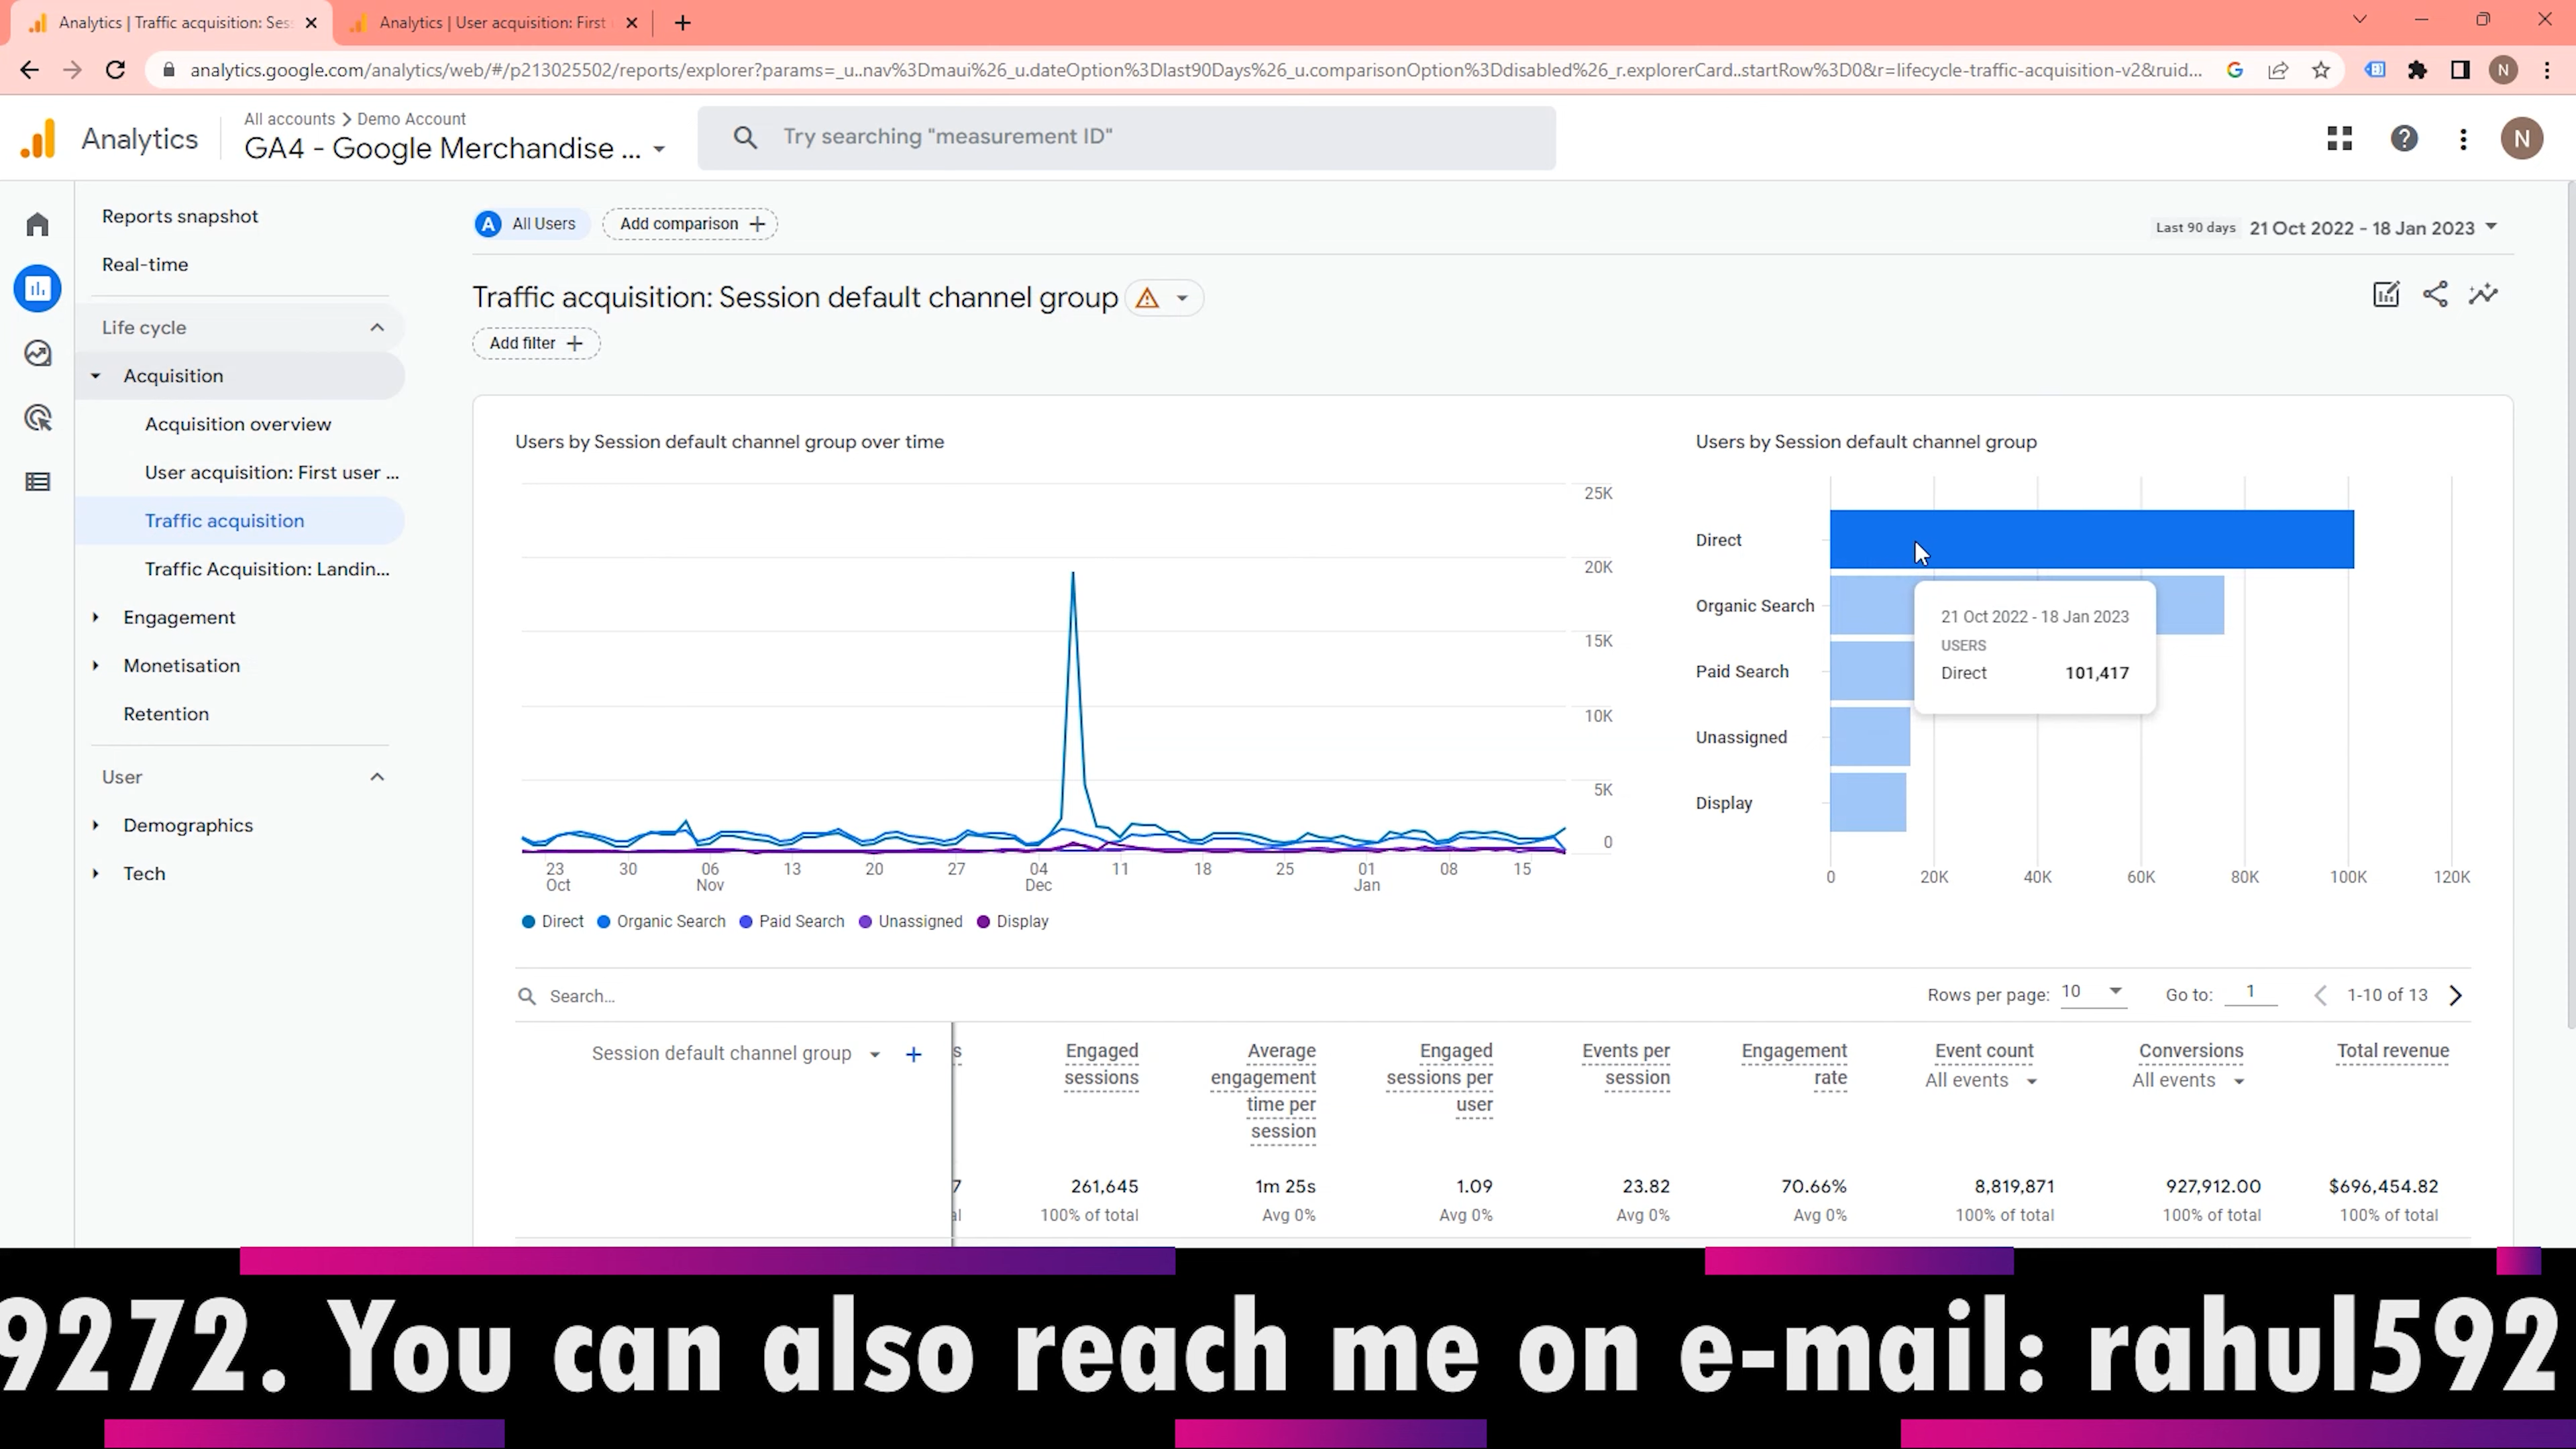 Analytics | Traffic acquisition: Ses
Analytics | User acquisition: First
analytics.google.com/analytics/web/#/p213025502/reports/explorer?params=_u..nav%3Dmaui%26_u.dateOption%3Dlast90Days%26_u.comparisonOption%3Ddisabled%26_r.explorerCard..startRow%3D0&r=lifecycle-traffic-acquisition-v2&ruid...
N
Analytics
All accounts > Demo Account
GA4 - Google Merchandise ...
Try searching "measurement ID"
N
Reports snapshot
Real-time
Life cycle
Acquisition
Acquisition overview
User acquisition: First user ...
Traffic acquisition
Traffic Acquisition: Landin...
Engagement
Monetisation
Retention
User
Demographics
Tech
A All Users
Add comparison +
Last 90 days 21 Oct 2022 - 18 Jan 2023
Traffic acquisition: Session default channel group
Add filter +
Users by Session default channel group over time
25K
20K
15K
10K
5K
0
23 30 06 13 20 27 04 11 18 25 01 08 15
Oct Nov Dec Jan
Direct Organic Search Paid Search Unassigned Display
Users by Session default channel group
Direct
Organic Search
Paid Search
Unassigned
Display
0 20K 40K 60K 80K 100K 120K
21 Oct 2022 - 18 Jan 2023
USERS
Direct 101,417
Search...
Rows per page: 10 Go to: 1 1-10 of 13
Session default channel group +
s
Engaged sessions
Average engagement time per session
Engaged sessions per user
Events per session
Engagement rate
Event count
All events
Conversions
All events
Total revenue
7 261,645 1m 25s 1.09 23.82 70.66% 8,819,871 927,912.00 $696,454.82
al 100% of total Avg 0% Avg 0% Avg 0% Avg 0% 100% of total 100% of total 100% of total
9272. You can also reach me on e-mail: rahul592